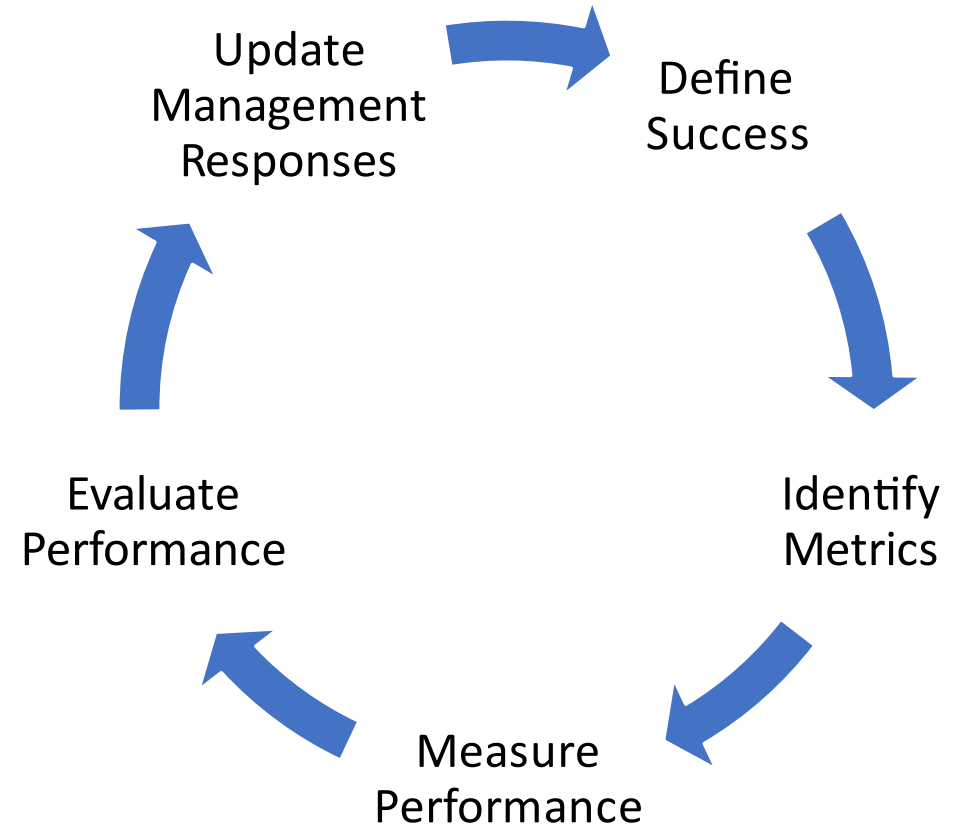 Update
Management
Responses
Define
Success
Identify
Metrics
Measure
Performance
Evaluate
Performance